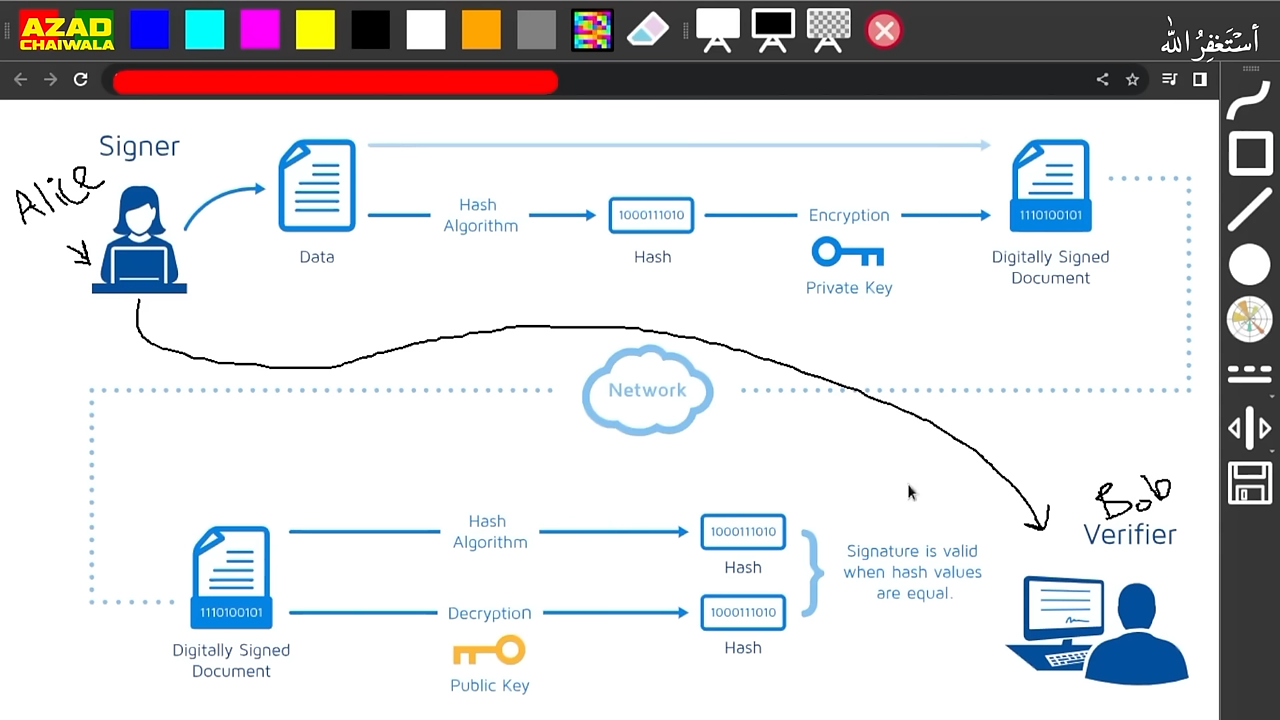 AZAD
CHAIWALA
أستغفر الله
Signer
Alice
Data
Hash
Algorithm
1000111010
Hash
Encryption
Private Key
1110100101
Digitally Signed
Document
Network
Bob
Verifier
1110100101
Digitally Signed
Document
Hash
Algorithm
1000111010
Hash
Decryption
Public Key
1000111010
Hash
Signature is valid
when hash values
are equal.